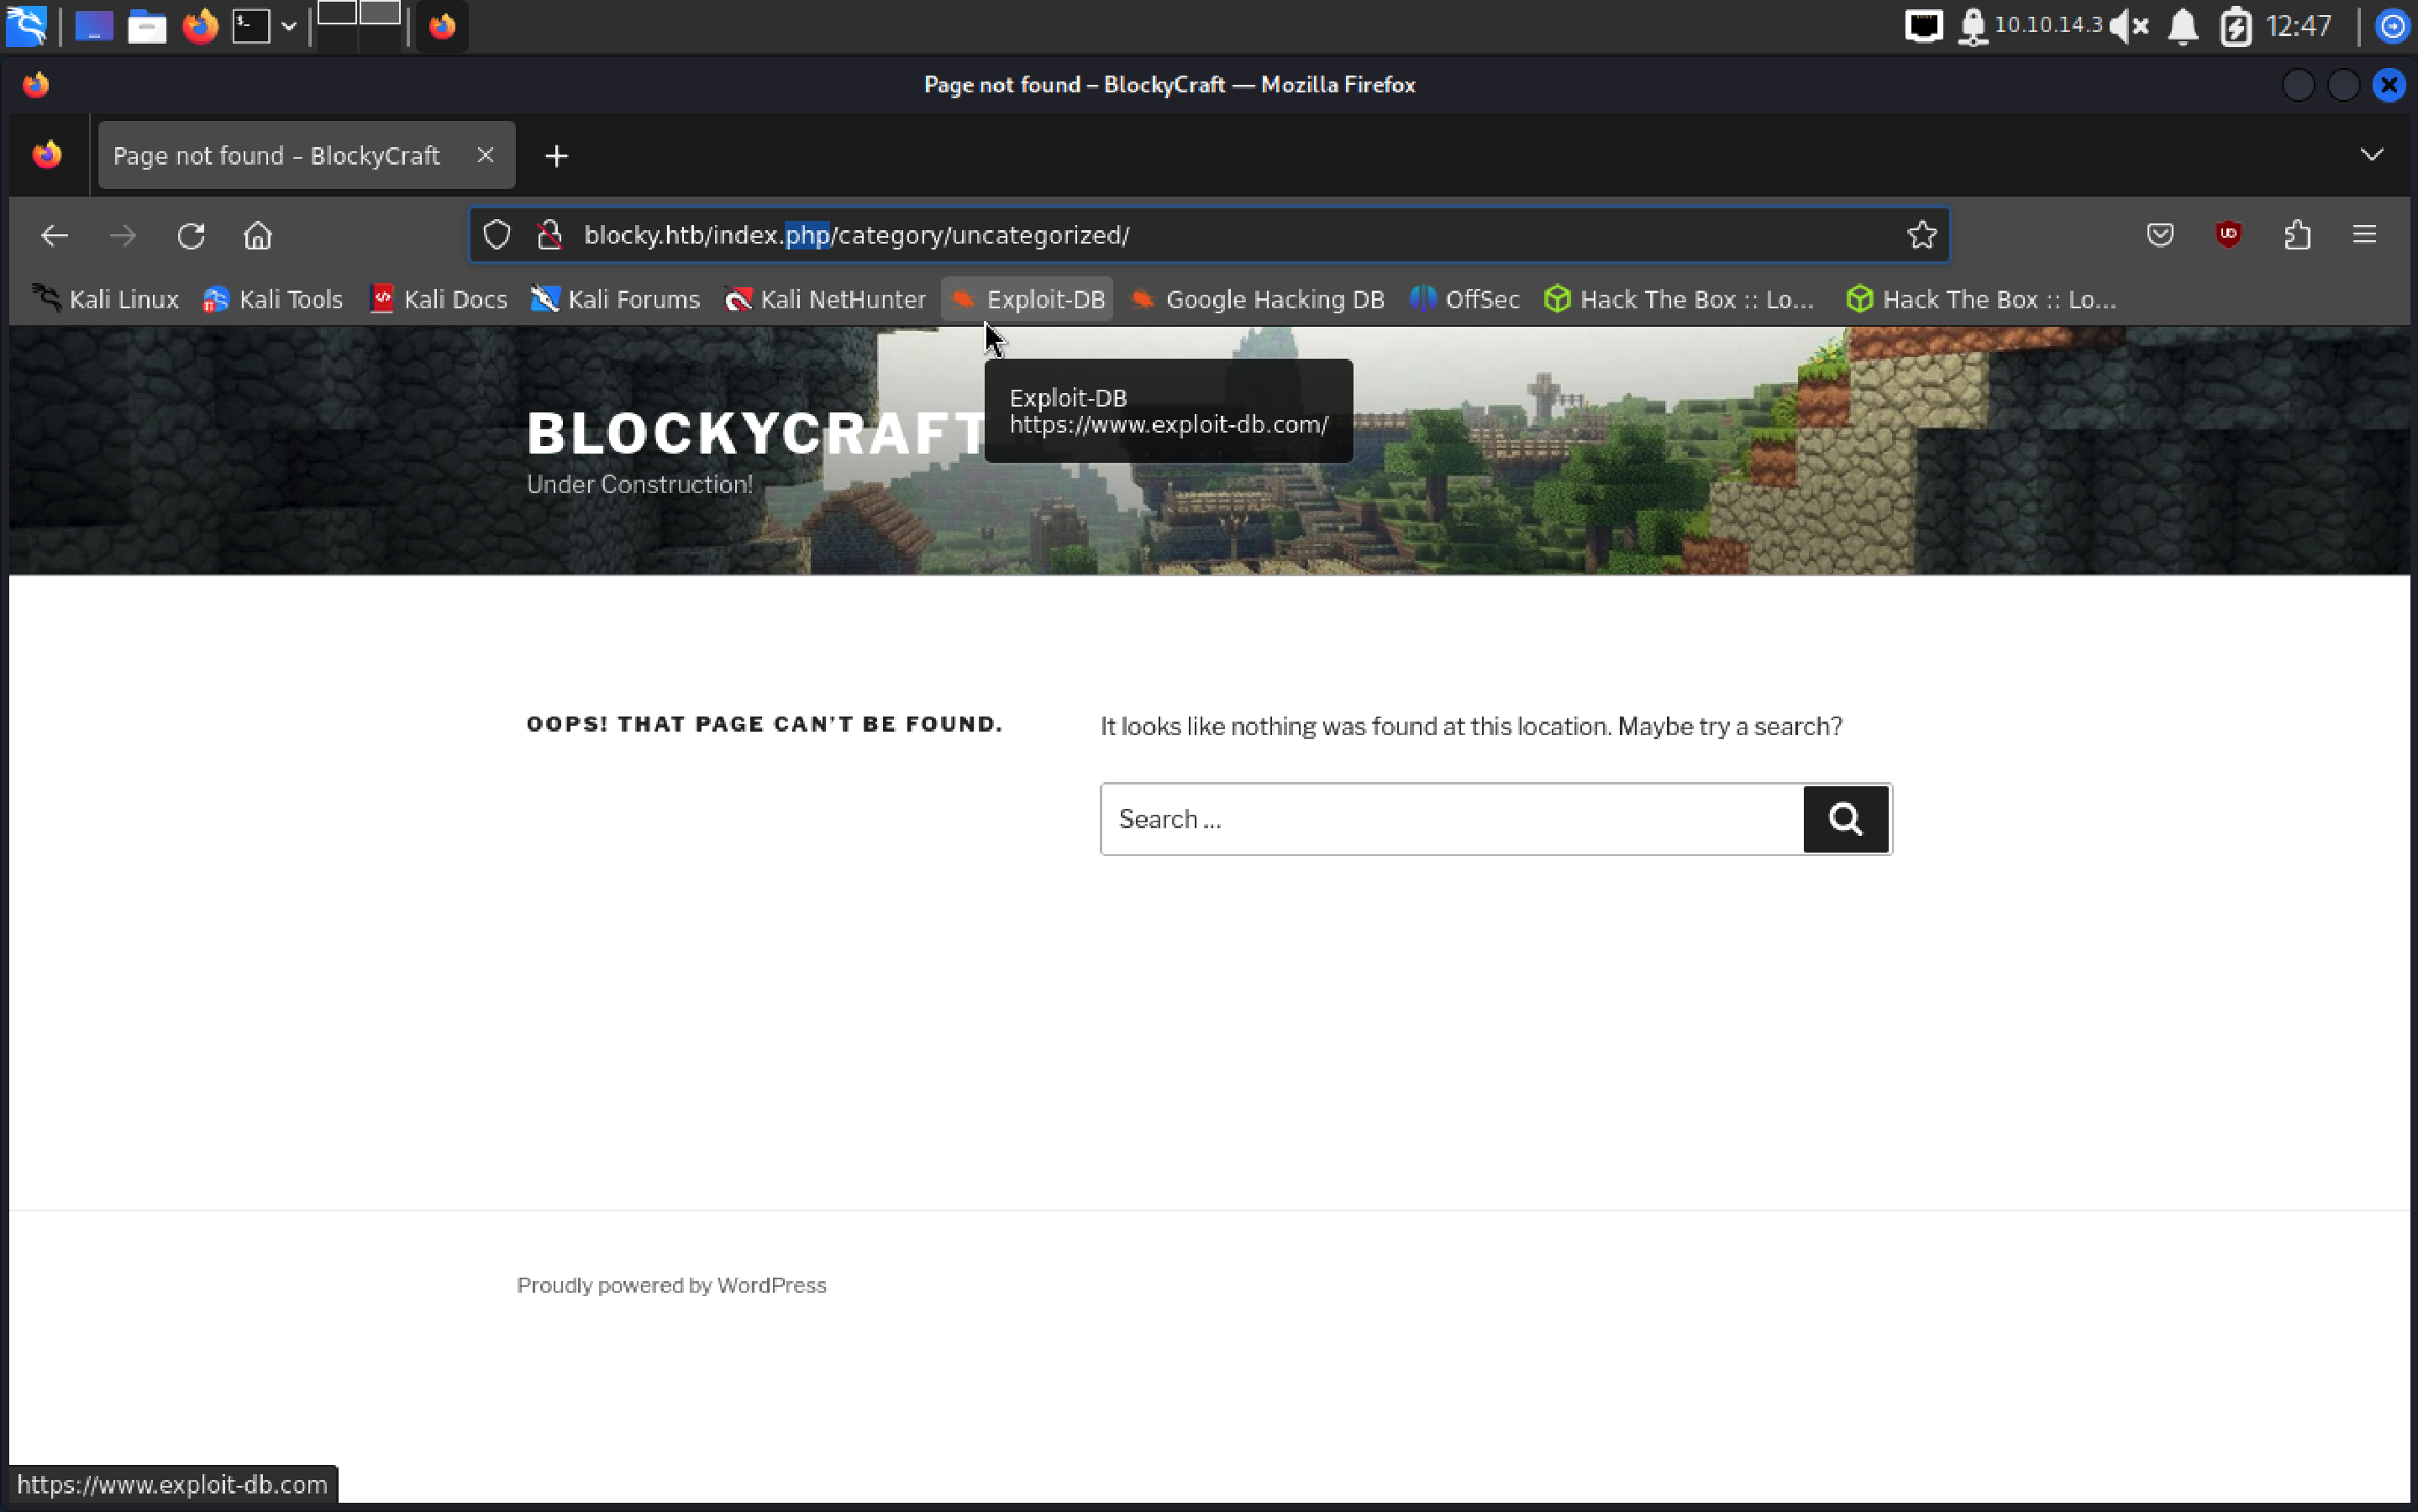 10.10.14.3
12:47
Page not found – BlockyCraft — Mozilla Firefox
Page not found – BlockyCraft
blocky.htb/index.php/category/uncategorized/
Kali Linux
Kali Tools
Kali Docs
Kali Forums
Kali NetHunter
Exploit-DB
Google Hacking DB
OffSec
Hack The Box :: Lo...
Hack The Box :: Lo...
Exploit-DB
https://www.exploit-db.com/
BLOCKYCRAFT
Under Construction!
OOPS! THAT PAGE CAN’T BE FOUND.
It looks like nothing was found at this location. Maybe try a search?
Search ...
Proudly powered by WordPress
https://www.exploit-db.com